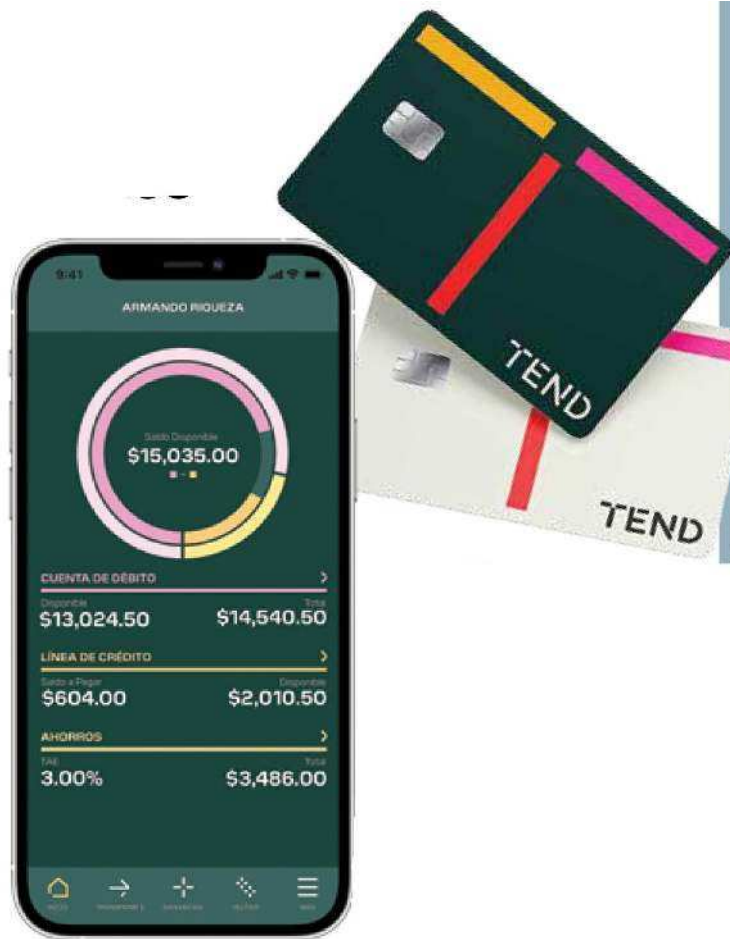 TEND
TEND
9:41
ARMANDO RIQUEZA
Saldo Disponible
$15,035.00
CUENTA DE DÉBITO >
Disponible Total
$13,024.50 $14,540.50
LÍNEA DE CRÉDITO >
Saldo a Pagar Disponible
$604.00 $2,010.50
AHORROS >
TAE Total
3.00% $3,486.00
INICIO